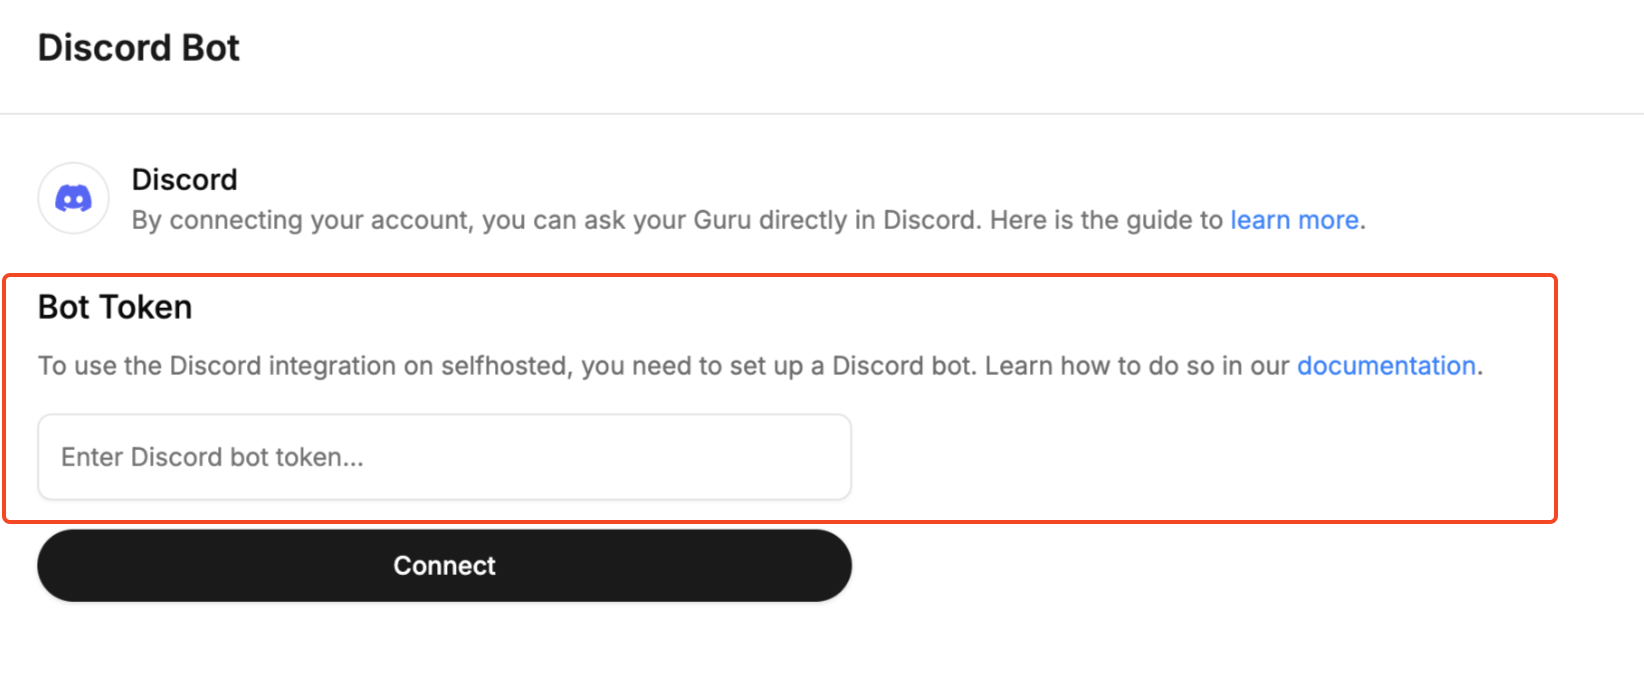 Discord Bot
Discord
By connecting your account, you can ask your Guru directly in Discord. Here is the guide to learn more.
Bot Token
To use the Discord integration on selfhosted, you need to set up a Discord bot. Learn how to do so in our documentation.
Enter Discord bot token...
Connect